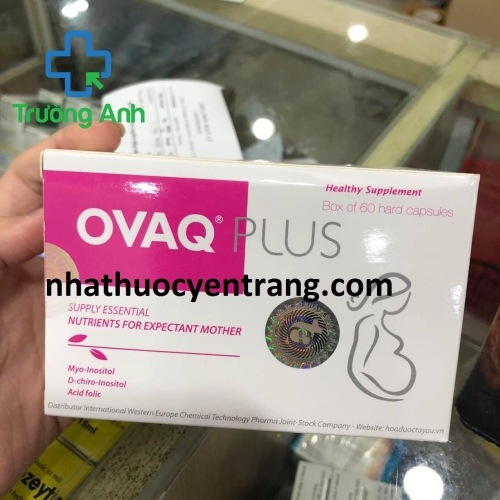 Trường Anh
Healthy Supplement
Box of 60 hard capsules
OVAQ® PLUS
nhathuocyentrang.com
SUPPLY ESSENTIAL
NUTRIENTS FOR EXPECTANT MOTHER
Myo-Inositol
D-chiro-Inositol
Acid folic
Distributor International Western Europe Chemical Technology Pharma Joint-Stock Company - Website: hoaduoctayau.vn